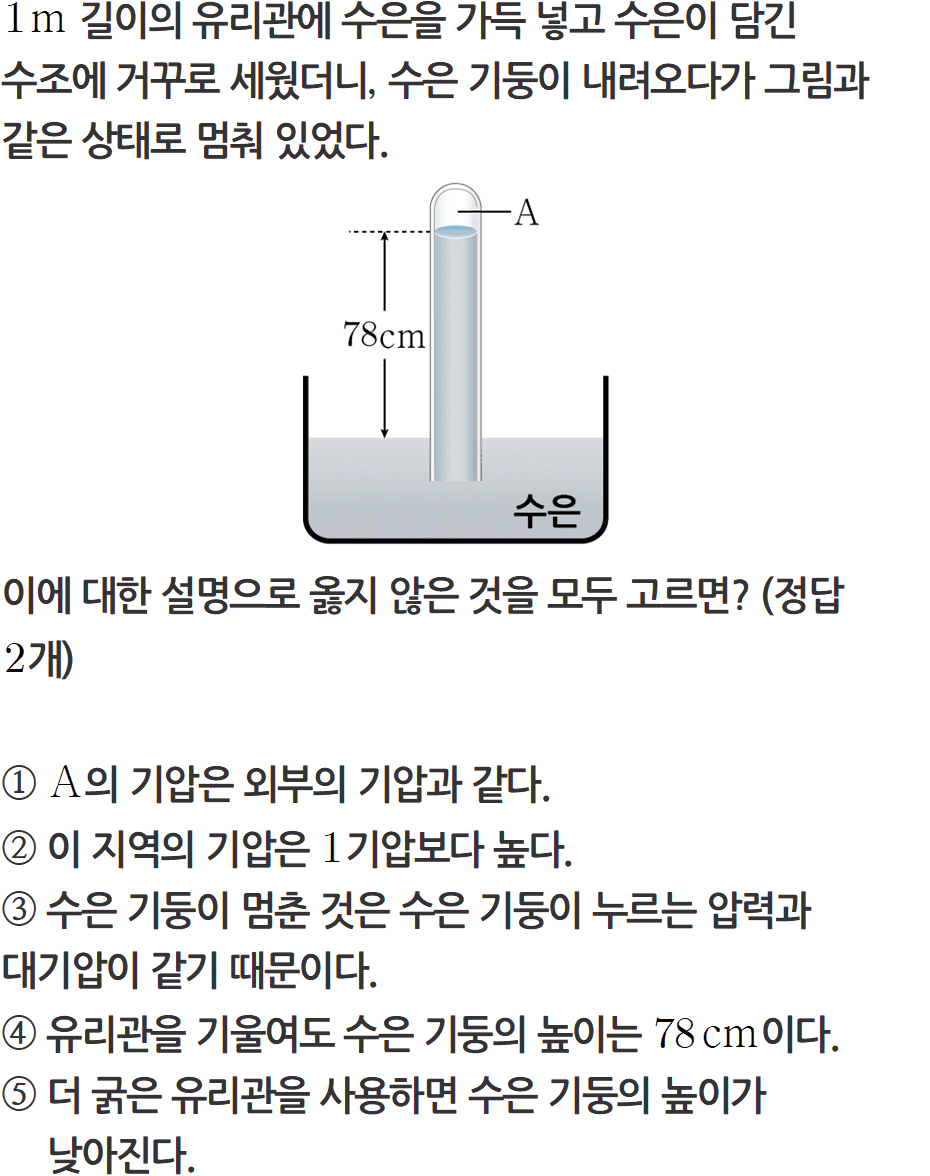 1m 길이의 유리관에 수은을 가득 넣고 수은이 담긴
수조에 거꾸로 세웠더니, 수은 기둥이 내려오다가 그림과
같은 상태로 멈춰 있었다.
A
78cm
수은
이에 대한 설명으로 옳지 않은 것을 모두 고르면? (정답
2개)
① A의 기압은 외부의 기압과 같다.
② 이 지역의 기압은 1기압보다 높다.
③ 수은 기둥이 멈춘 것은 수은 기둥이 누르는 압력과
대기압이 같기 때문이다.
④ 유리관을 기울여도 수은 기둥의 높이는 78cm이다.
⑤ 더 굵은 유리관을 사용하면 수은 기둥의 높이가
낮아진다.